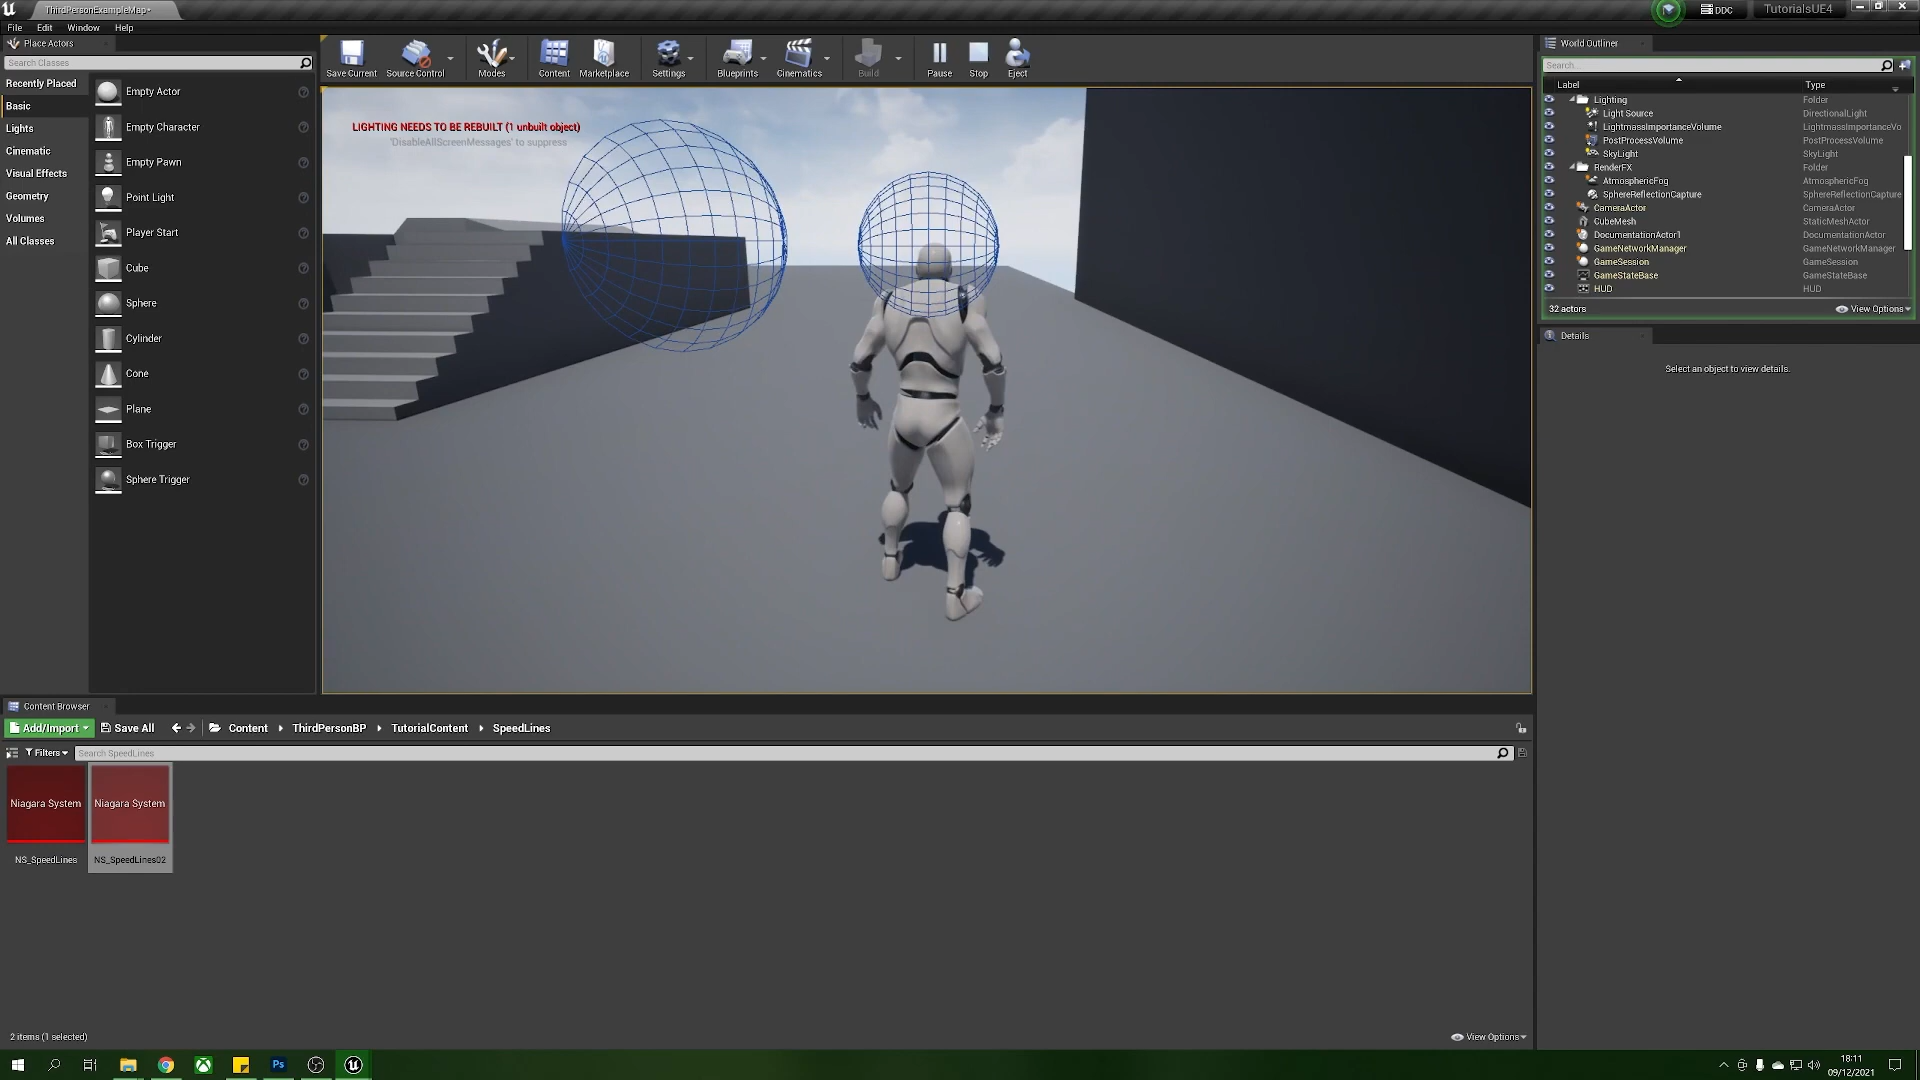 ThirdPersonExampleMap*
DDC
TutorialsUE4
File Edit Window Help
Place Actors
Search Classes
Recently Placed
Basic
Lights
Cinematic
Visual Effects
Geometry
Volumes
All Classes
Empty Actor
Empty Character
Empty Pawn
Point Light
Player Start
Cube
Sphere
Cylinder
Cone
Plane
Box Trigger
Sphere Trigger
Save Current Source Control Modes Content Marketplace Settings Blueprints Cinematics Build Pause Stop Eject
LIGHTING NEEDS TO BE REBUILT (1 unbuilt object)
'DisableAllScreenMessages' to suppress
World Outliner
Search...
Label Type
Lighting Folder
Light Source DirectionalLight
LightmassImportanceVolume LightmassImportanceVo
PostProcessVolume PostProcessVolume
SkyLight SkyLight
RenderFX Folder
AtmosphericFog AtmosphericFog
SphereReflectionCapture SphereReflectionCapture
CameraActor CameraActor
CubeMesh StaticMeshActor
DocumentationActor1 DocumentationActor
GameNetworkManager GameNetworkManager
GameSession GameSession
GameStateBase GameStateBase
HUD HUD
32 actors View Options
Details
Select an object to view details.
Content Browser
Add/Import Save All Content ThirdPersonBP TutorialContent SpeedLines
Filters Search SpeedLines
Niagara System Niagara System
NS_SpeedLines NS_SpeedLines02
2 items (1 selected) View Options
Ps
18:11
09/12/2021